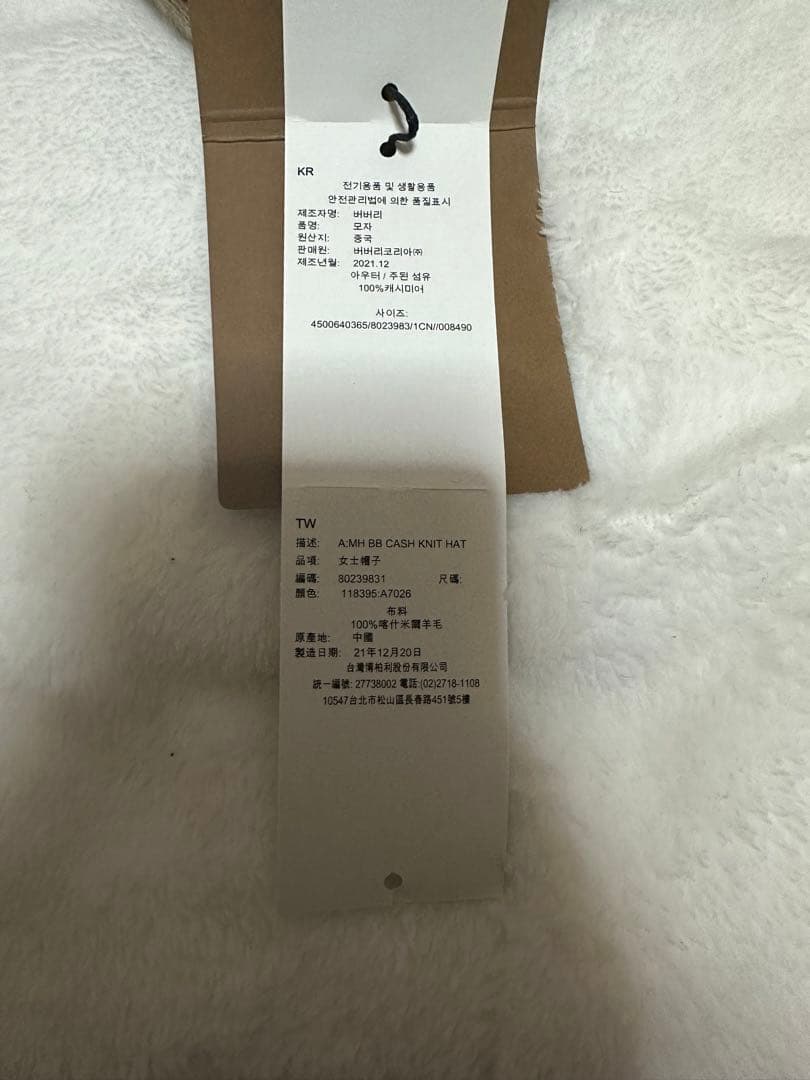 KR
전기용품 및 생활용품
안전관리법에 의한 품질표시
제조자명: 버버리
품명: 모자
원산지: 중국
판매원: 버버리코리아㈜
제조년월: 2021.12
아우터 / 주된 섬유
100%캐시미어
사이즈:
4500640365/8023983/1CN//008490
TW
描述: A:MH BB CASH KNIT HAT
品項: 女士帽子
編碼: 80239831 尺碼:
顏色: 118395:A7026
布料
100%喀什米爾羊毛
原產地: 中國
製造日期: 21年12月20日
台灣博柏利股份有限公司
統一編號: 27738002 電話:(02)2718-1108
10547台北市松山區長春路451號5樓